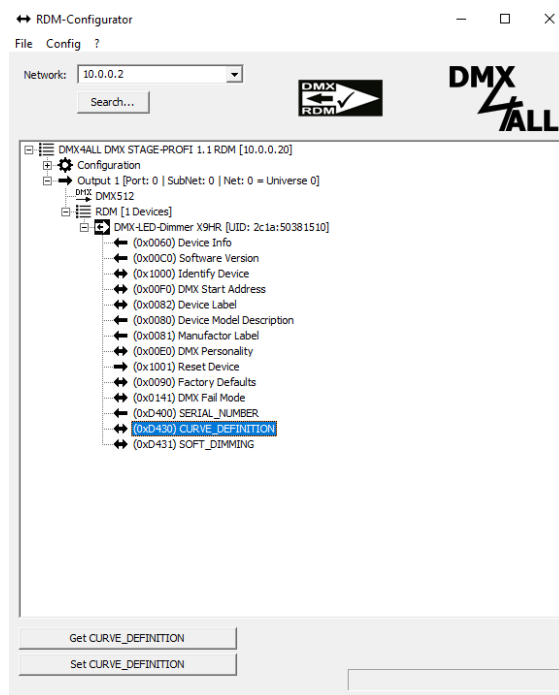 RDM-Configurator
File Config ?
Network: 10.0.0.2
Search...
DMX
RDM
DMX
4
ALL
DMX4ALL DMX STAGE-PROFI 1.1 RDM [10.0.0.20]
Configuration
Output 1 [Port: 0 | SubNet: 0 | Net: 0 = Universe 0]
DMX DMX512
RDM [1 Devices]
DMX-LED-Dimmer X9HR [UID: 2c1a:50381510]
(0x0060) Device Info
(0x00C0) Software Version
(0x1000) Identify Device
(0x00F0) DMX Start Address
(0x0082) Device Label
(0x0080) Device Model Description
(0x0081) Manufactor Label
(0x00E0) DMX Personality
(0x1001) Reset Device
(0x0090) Factory Defaults
(0x0141) DMX Fail Mode
(0xD400) SERIAL_NUMBER
(0xD430) CURVE_DEFINITION
(0xD431) SOFT_DIMMING
Get CURVE_DEFINITION
Set CURVE_DEFINITION